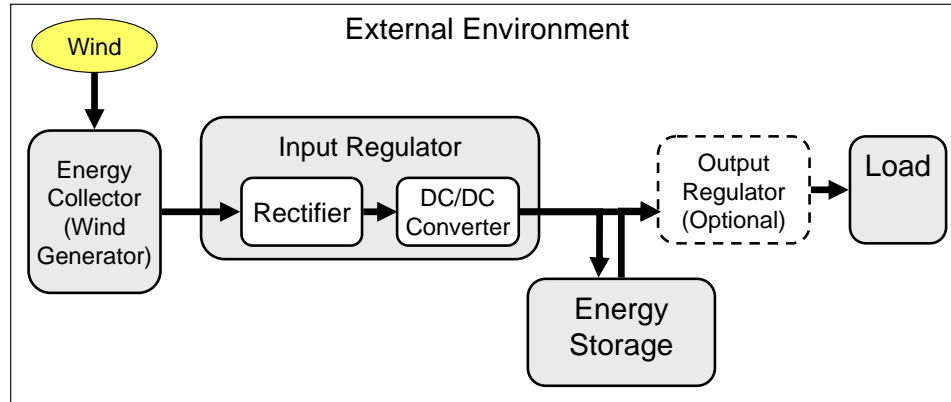 External Environment
Wind
Energy
Collector
(Wind
Generator)
Input Regulator
Rectifier
DC/DC
Converter
Output
Regulator
(Optional)
Load
Energy
Storage